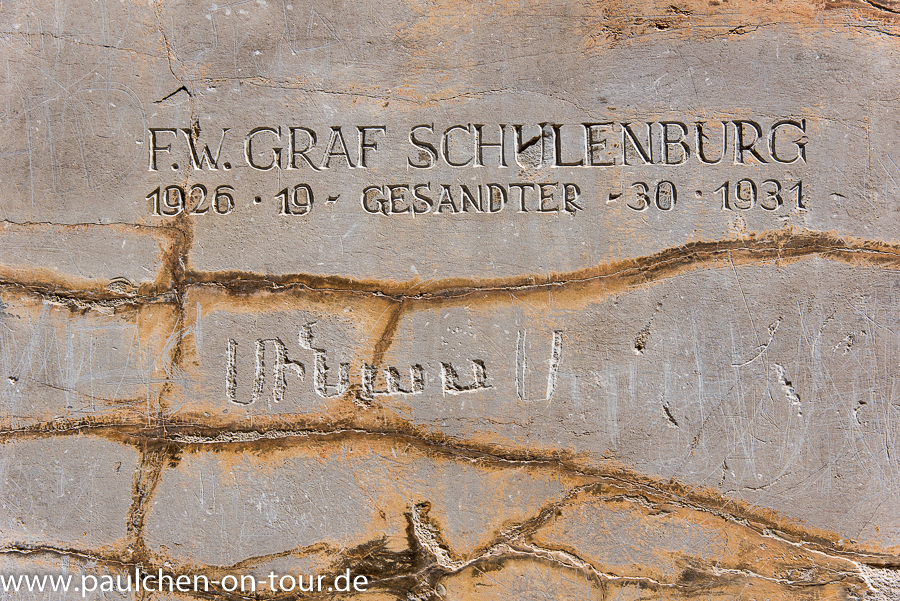 F.W. GRAF SCHULENBURG
1926 · 19 - GESANDTER - 30 · 1931
www.paulchen-on-tour.de